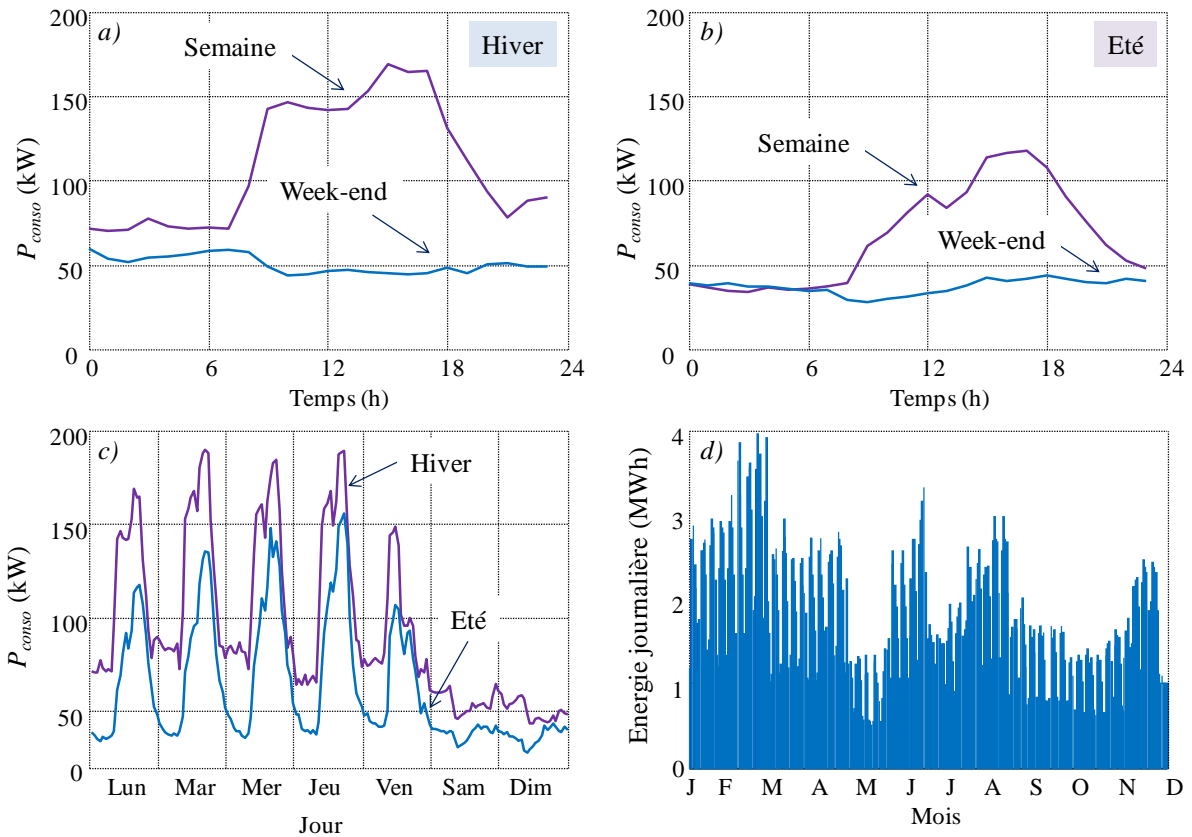 a)
Hiver
Semaine
Week-end
200
150
100
50
0
P conso (kW)
0 6 12 18 24
Temps (h)
b)
Eté
Semaine
Week-end
200
150
100
50
0
P conso (kW)
0 6 12 18 24
Temps (h)
c)
Hiver
Eté
200
150
100
50
0
P conso (kW)
Lun Mar Mer Jeu Ven Sam Dim
Jour
d)
4
3
2
1
0
Energie journalière (MWh)
J F M A M J J A S O N D
Mois